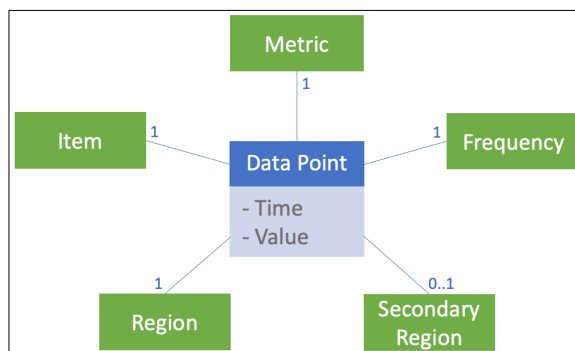 Metric
1
Item
1
1
Frequency
Data Point
- Time
- Value
1
0..1
Region
Secondary
Region